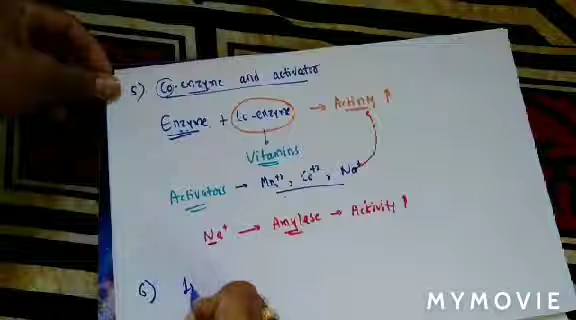 5) Co-enzyme and activator
Enzyme + Co-enzyme → Activity ↑
Vitamins
Activators → Mn⁺², Co⁺², Na⁺
Na⁺ → Amylase → Activity ↑
6)
MYMOVIE